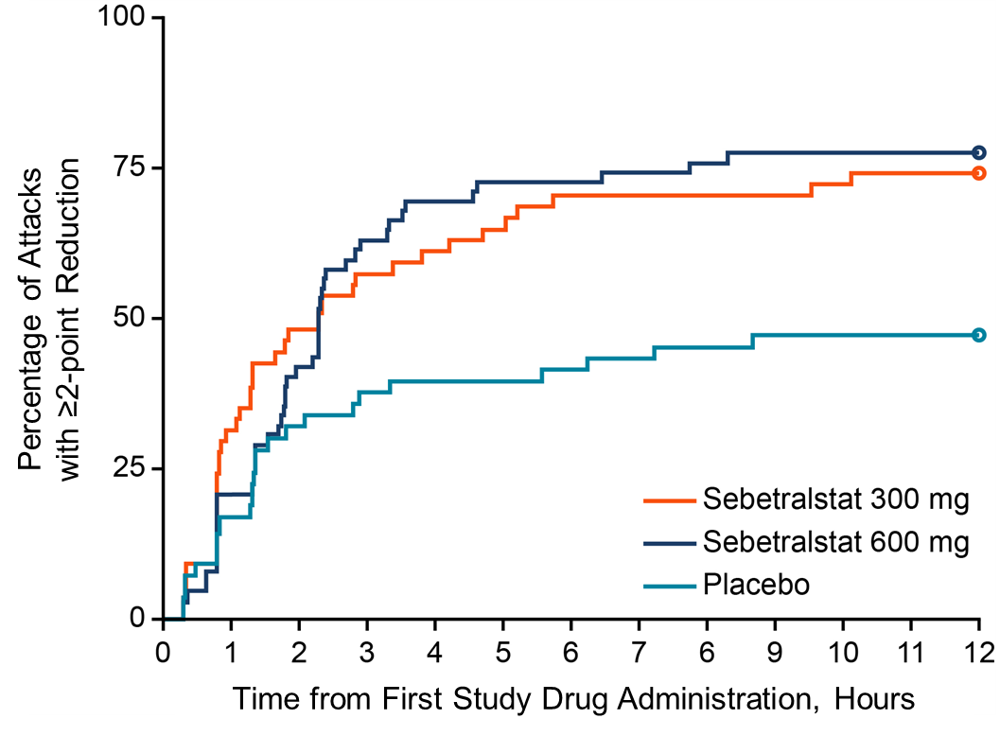 100
75
50
25
0
Percentage of Attacks
with ≥2-point Reduction
Sebetralstat 300 mg
Sebetralstat 600 mg
Placebo
0 1 2 3 4 5 6 7 6 9 10 11 12
Time from First Study Drug Administration, Hours